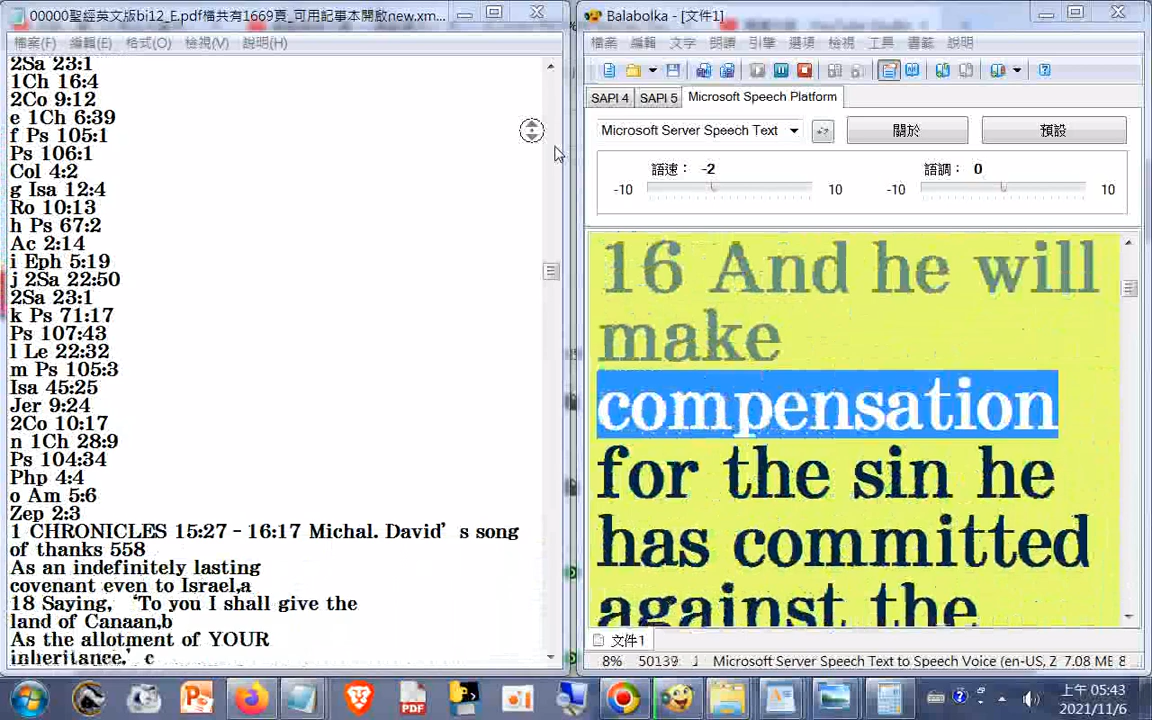 00000聖經英文版bi12_E.pdf檔共有1669頁_可用記事本開啟new.xm...
檔案(F) 編輯(E) 格式(O) 檢視(V) 說明(H)
2Sa 23:1
1Ch 16:4
2Co 9:12
e 1Ch 6:39
f Ps 105:1
Ps 106:1
Col 4:2
g Isa 12:4
Ro 10:13
h Ps 67:2
Ac 2:14
i Eph 5:19
j 2Sa 22:50
2Sa 23:1
k Ps 71:17
Ps 107:43
l Le 22:32
m Ps 105:3
Isa 45:25
Jer 9:24
2Co 10:17
n 1Ch 28:9
Ps 104:34
Php 4:4
o Am 5:6
Zep 2:3
1 CHRONICLES 15:27 – 16:17 Michal. David’s song
of thanks 558
As an indefinitely lasting
covenant even to Israel,a
18 Saying, ‘To you I shall give the
land of Canaan,b
As the allotment of YOUR
inheritance.’ c
Balabolka - [文件1]
檔案 編輯 文字 朗讀 引擎 選項 檢視 工具 書籤 說明
SAPI 4 SAPI 5 Microsoft Speech Platform
Microsoft Server Speech Text 關於 預設
語速： -2 語調： 0
-10 10 -10 10
16 And he will
make
compensation
for the sin he
has committed
against the
文件1
8% 50139: Microsoft Server Speech Text to Speech Voice (en-US, Z 7.08 ME 8
PDF
上午 05:43
2021/11/6